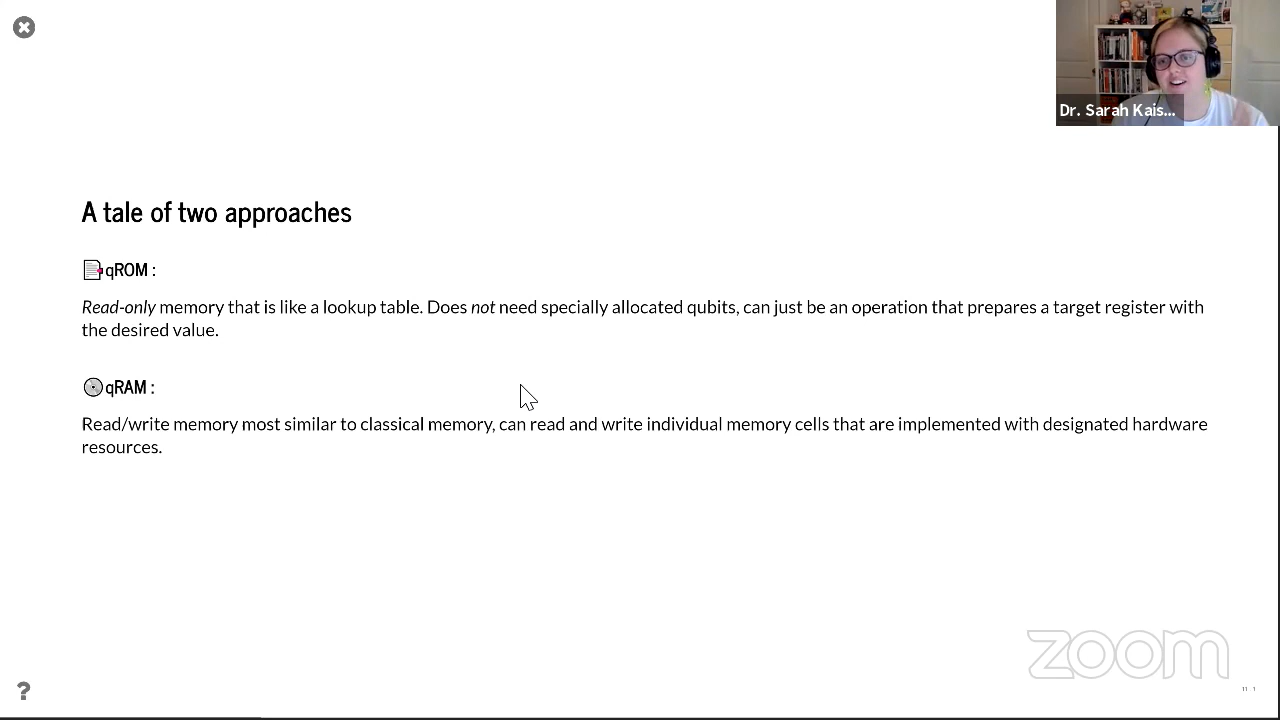 Dr. Sarah Kais...
A tale of two approaches
qROM :
Read-only memory that is like a lookup table. Does not need specially allocated qubits, can just be an operation that prepares a target register with
the desired value.
qRAM :
Read/write memory most similar to classical memory, can read and write individual memory cells that are implemented with designated hardware
resources.
zoom
?
11 1